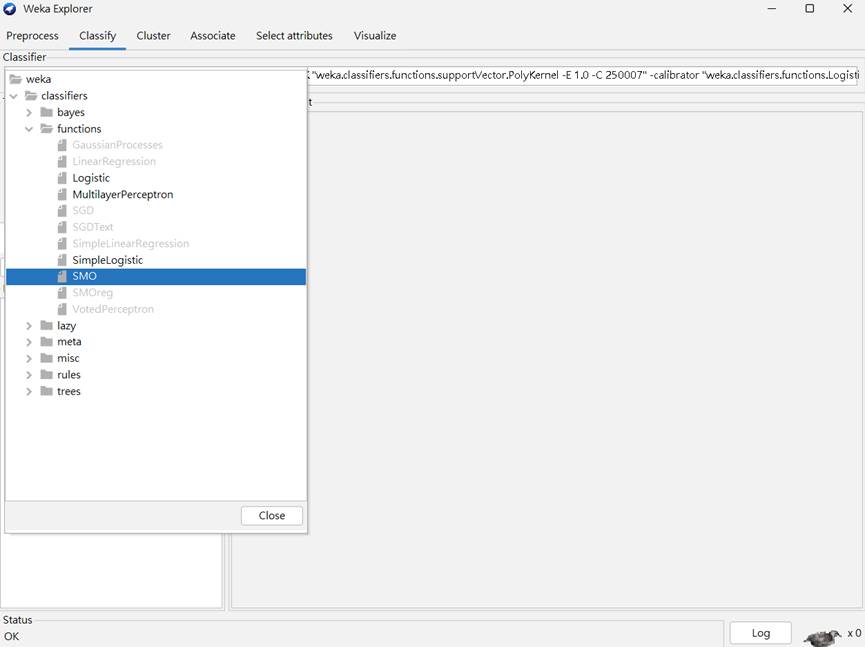 Weka Explorer
Preprocess Classify Cluster Associate Select attributes Visualize
Classifier
"weka.classifiers.functions.supportVector.PolyKernel -E 1.0 -C 250007" -calibrator "weka.classifiers.functions.Logisti
weka
classifiers
bayes
functions
GaussianProcesses
LinearRegression
Logistic
MultilayerPerceptron
SGD
SGDText
SimpleLinearRegression
SimpleLogistic
SMO
SMOreg
VotedPerceptron
lazy
meta
misc
rules
trees
Close
Status
OK
Log
x 0